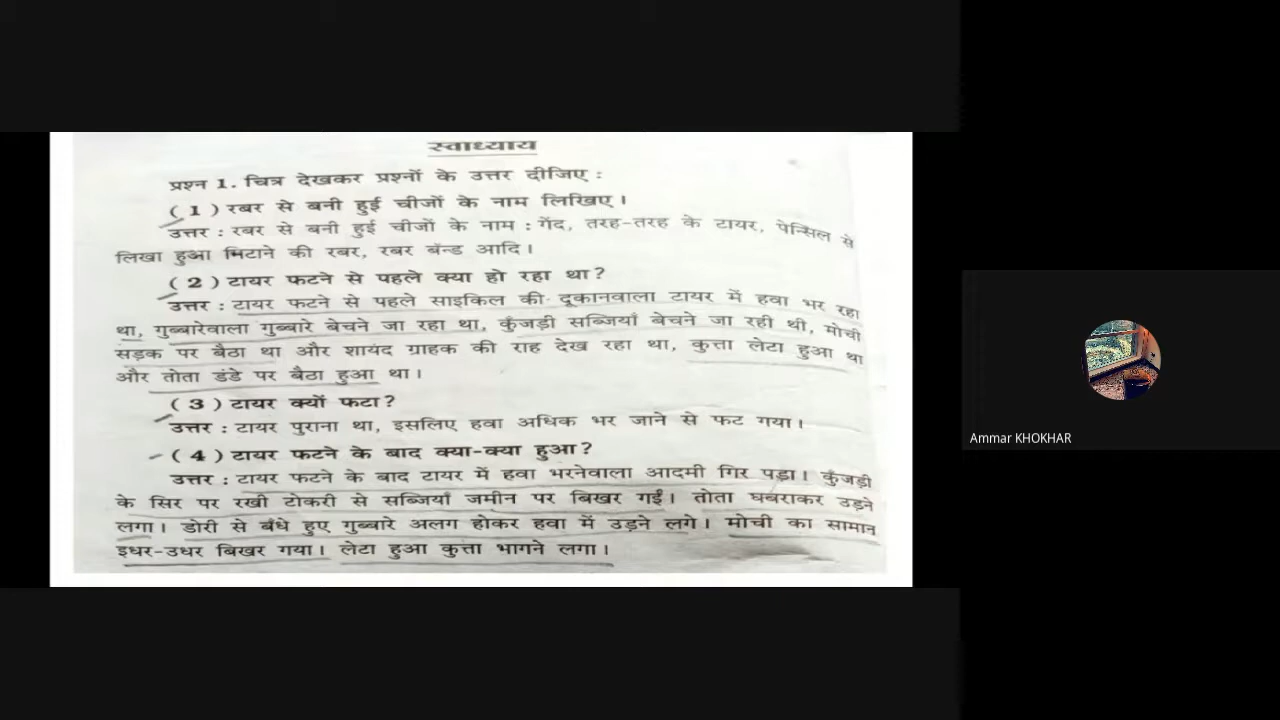 स्वाध्याय
प्रश्न 1. चित्र देखकर प्रश्नों के उत्तर दीजिए :
( 1 ) रबर से बनी हुई चीजों के नाम लिखिए ।
उत्तर : रबर से बनी हुई चीजों के नाम : गेंद, तरह-तरह के टायर, पेन्सिल से
लिखा हुआ मिटाने की रबर, रबर बॅन्ड आदि ।
( 2 ) टायर फटने से पहले क्या हो रहा था ?
उत्तर : टायर फटने से पहले साइकिल की दूकानवाला टायर में हवा भर रहा
था, गुब्बारेवाला गुब्बारे बेचने जा रहा था, कुँजड़ी सब्जियाँ बेचने जा रही थी, मोची
सड़क पर बैठा था और शायद ग्राहक की राह देख रहा था, कुत्ता लेटा हुआ था
और तोता डंडे पर बैठा हुआ था ।
( 3 ) टायर क्यों फटा ?
उत्तर : टायर पुराना था, इसलिए हवा अधिक भर जाने से फट गया ।
( 4 ) टायर फटने के बाद क्या-क्या हुआ ?
उत्तर : टायर फटने के बाद टायर में हवा भरनेवाला आदमी गिर पड़ा । कुँजड़ी
के सिर पर रखी टोकरी से सब्जियाँ जमीन पर बिखर गईं । तोता घबराकर उड़ने
लगा । डोरी से बँधे हुए गुब्बारे अलग होकर हवा में उड़ने लगे । मोची का सामान
इधर-उधर बिखर गया । लेटा हुआ कुत्ता भागने लगा ।
Ammar KHOKHAR